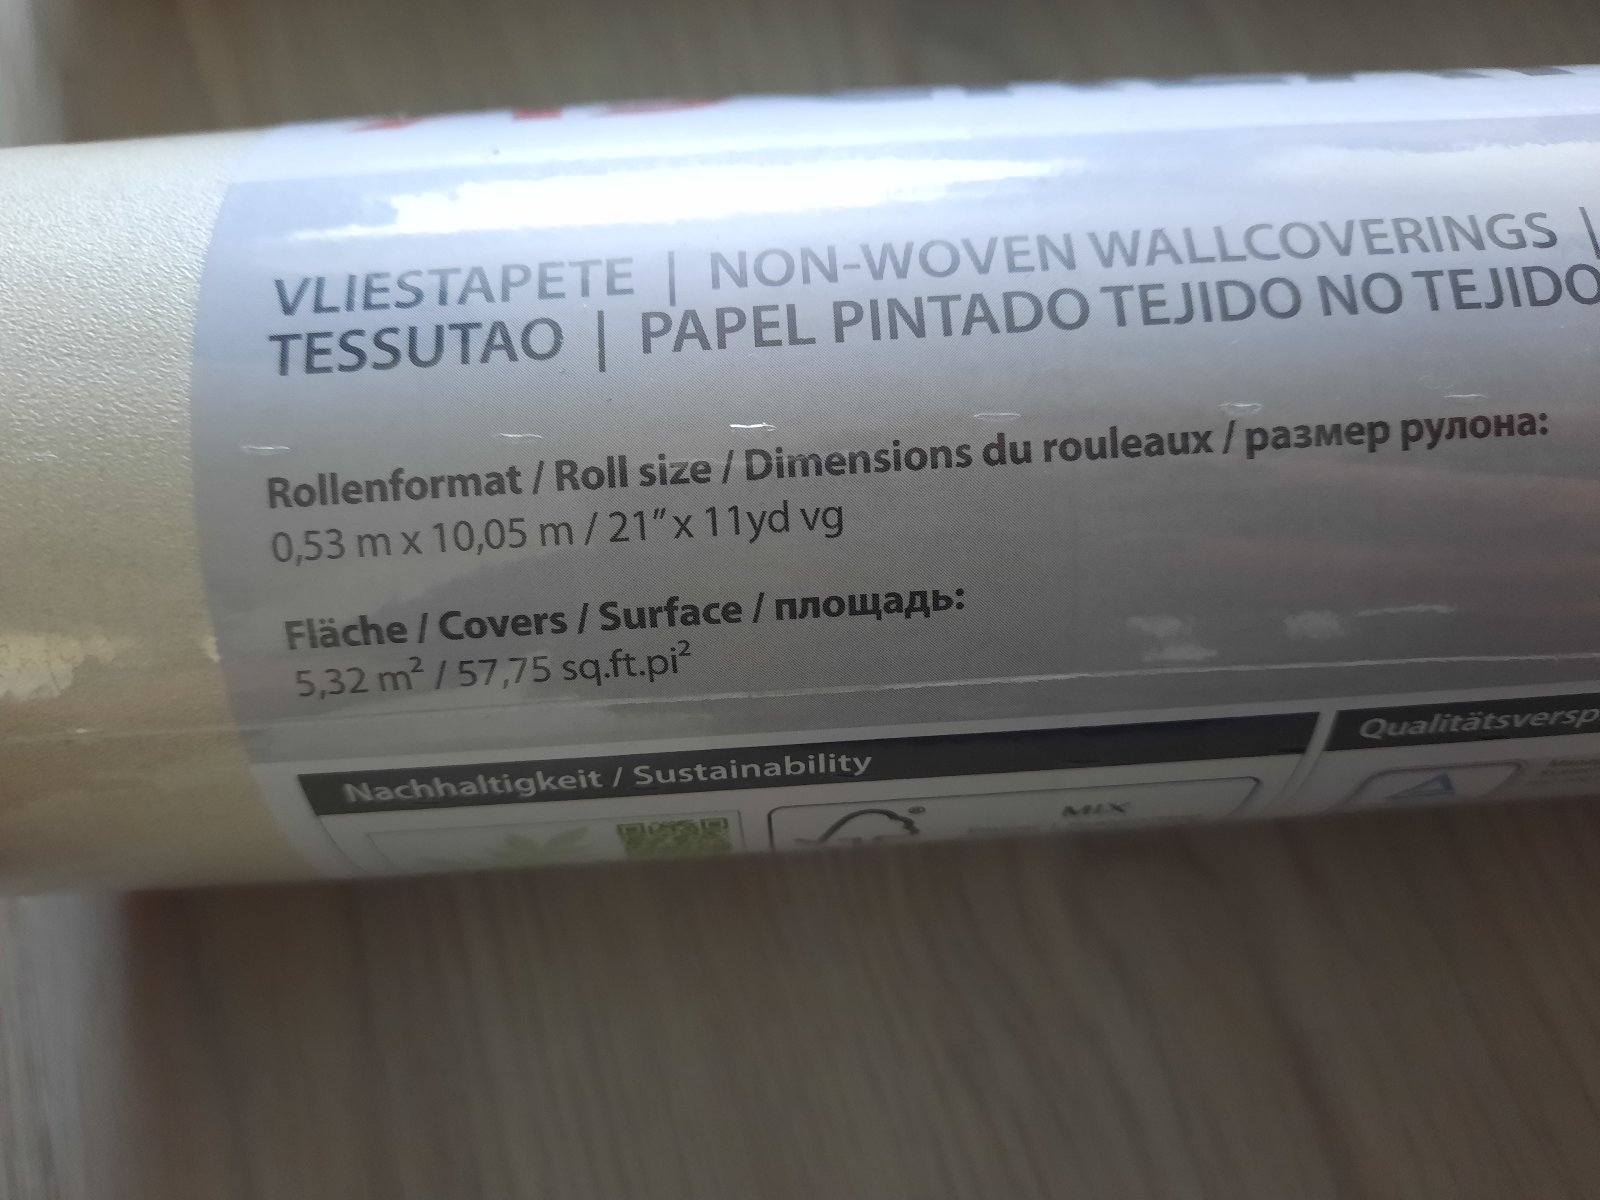 VLIESTAPETE | NON-WOVEN WALLCOVERINGS |
TESSUTAO | PAPEL PINTADO TEJIDO NO TEJIDO
Rollenformat / Roll size / Dimensions du rouleaux / размер рулона:
0,53 m x 10,05 m / 21” x 11yd vg
Fläche / Covers / Surface / площадь:
5,32 m² / 57,75 sq.ft.pi²
Nachhaltigkeit / Sustainability
Qualitätsversp
MIX